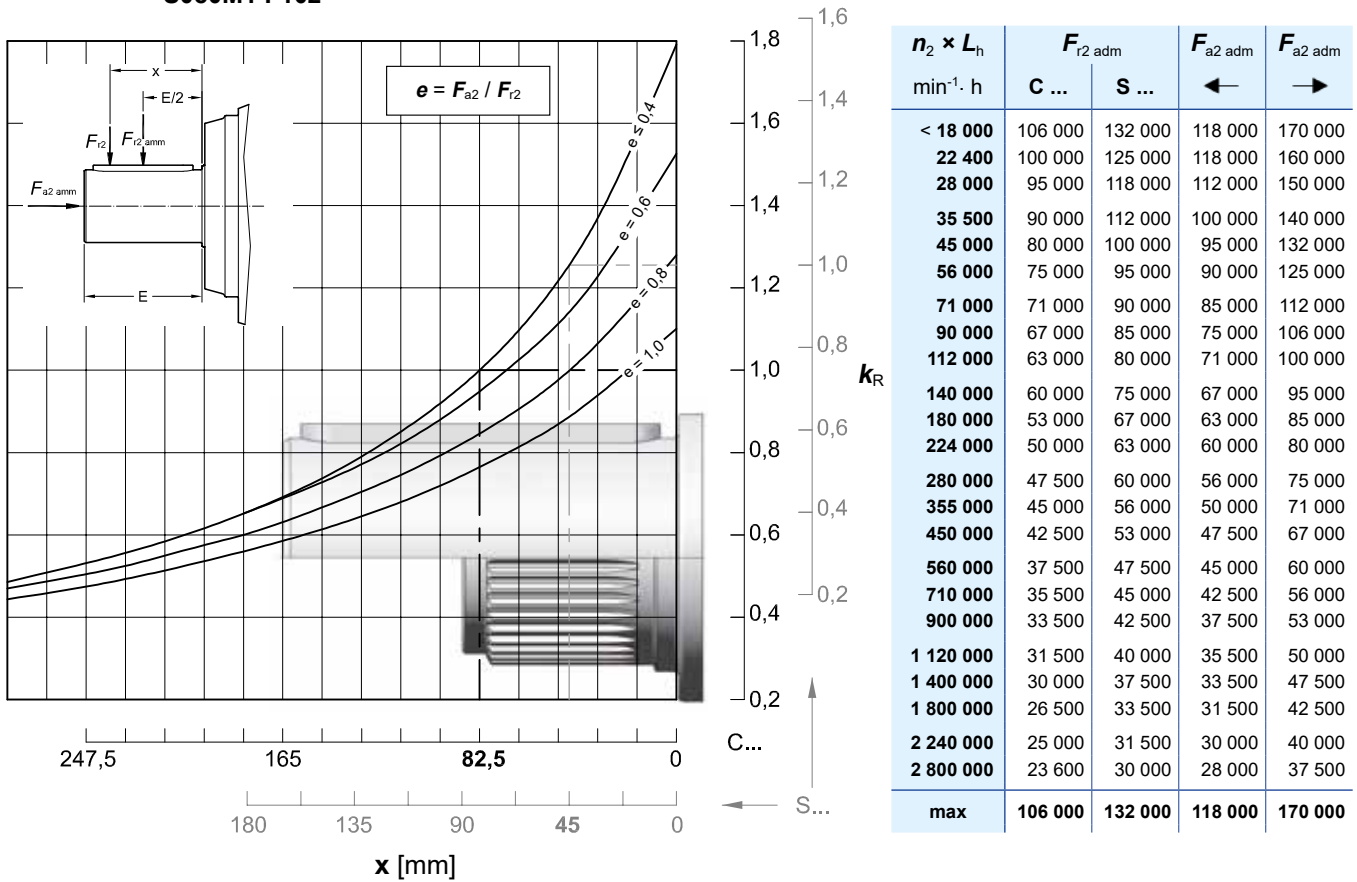 x
E/2
Fr2 Fr2 amm
Fa2 amm
E
e = Fa2 / Fr2
e ≤ 0,4
e = 0,6
e = 0,8
e = 1,0
1,8
1,6
1,4
1,2
1,0
0,8
0,6
0,4
0,2
1,6
1,4
1,2
1,0
0,8
0,6
0,4
0,2
kR
247,5 165 82,5 0 C...
180 135 90 45 0 S...
x [mm]
n2 × Lh Fr2 adm Fa2 adm Fa2 adm
min-1· h C ... S ... ← →
< 18 000 106 000 132 000 118 000 170 000
22 400 100 000 125 000 118 000 160 000
28 000 95 000 118 000 112 000 150 000
35 500 90 000 112 000 100 000 140 000
45 000 80 000 100 000 95 000 132 000
56 000 75 000 95 000 90 000 125 000
71 000 71 000 90 000 85 000 112 000
90 000 67 000 85 000 75 000 106 000
112 000 63 000 80 000 71 000 100 000
140 000 60 000 75 000 67 000 95 000
180 000 53 000 67 000 63 000 85 000
224 000 50 000 63 000 60 000 80 000
280 000 47 500 60 000 56 000 75 000
355 000 45 000 56 000 50 000 71 000
450 000 42 500 53 000 47 500 67 000
560 000 37 500 47 500 45 000 60 000
710 000 35 500 45 000 42 500 56 000
900 000 33 500 42 500 37 500 53 000
1 120 000 31 500 40 000 35 500 50 000
1 400 000 30 000 37 500 33 500 47 500
1 800 000 26 500 33 500 31 500 42 500
2 240 000 25 000 31 500 30 000 40 000
2 800 000 23 600 30 000 28 000 37 500
max 106 000 132 000 118 000 170 000